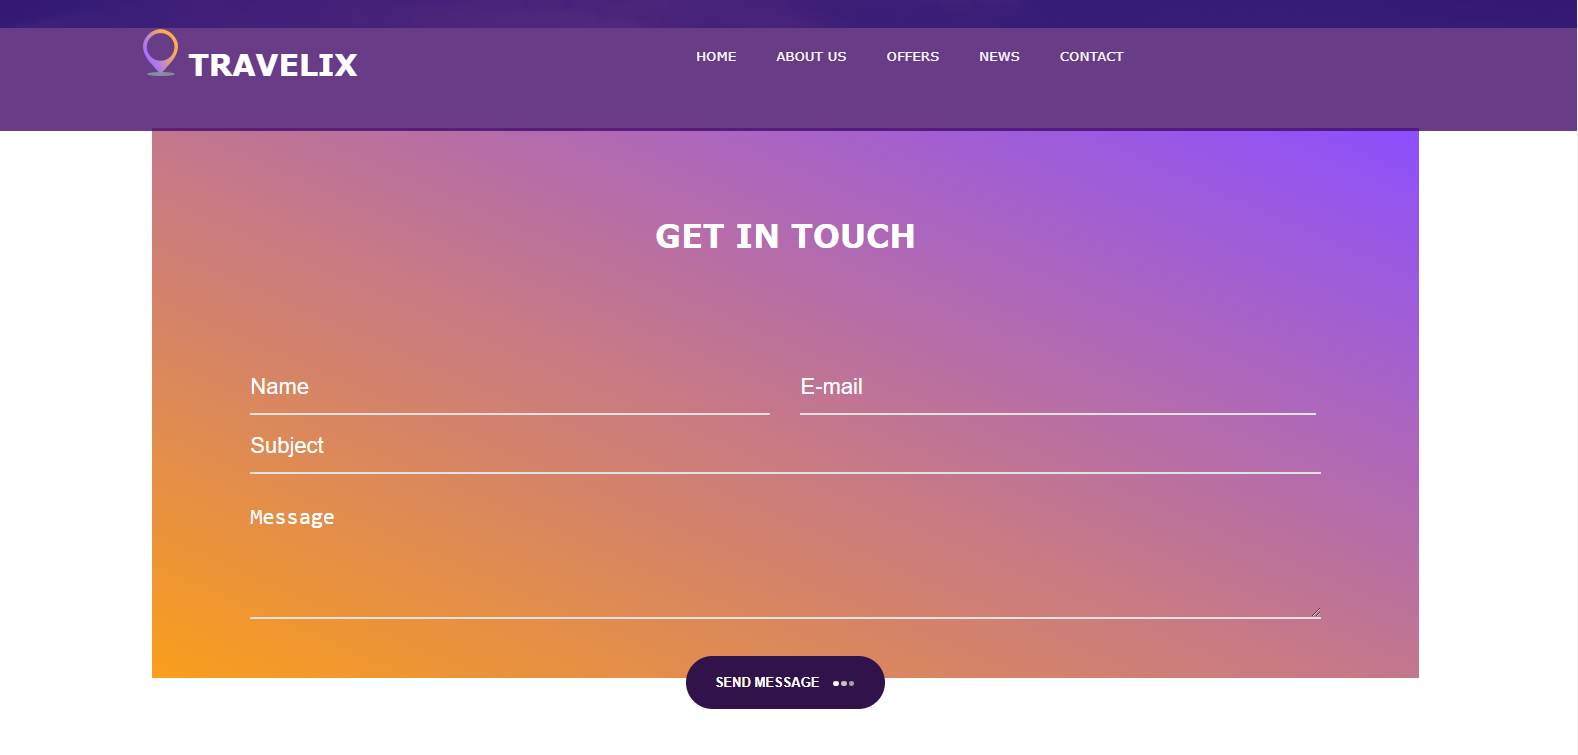 TRAVELIX
HOME ABOUT US OFFERS NEWS CONTACT
GET IN TOUCH
Name E-mail
Subject
Message
SEND MESSAGE